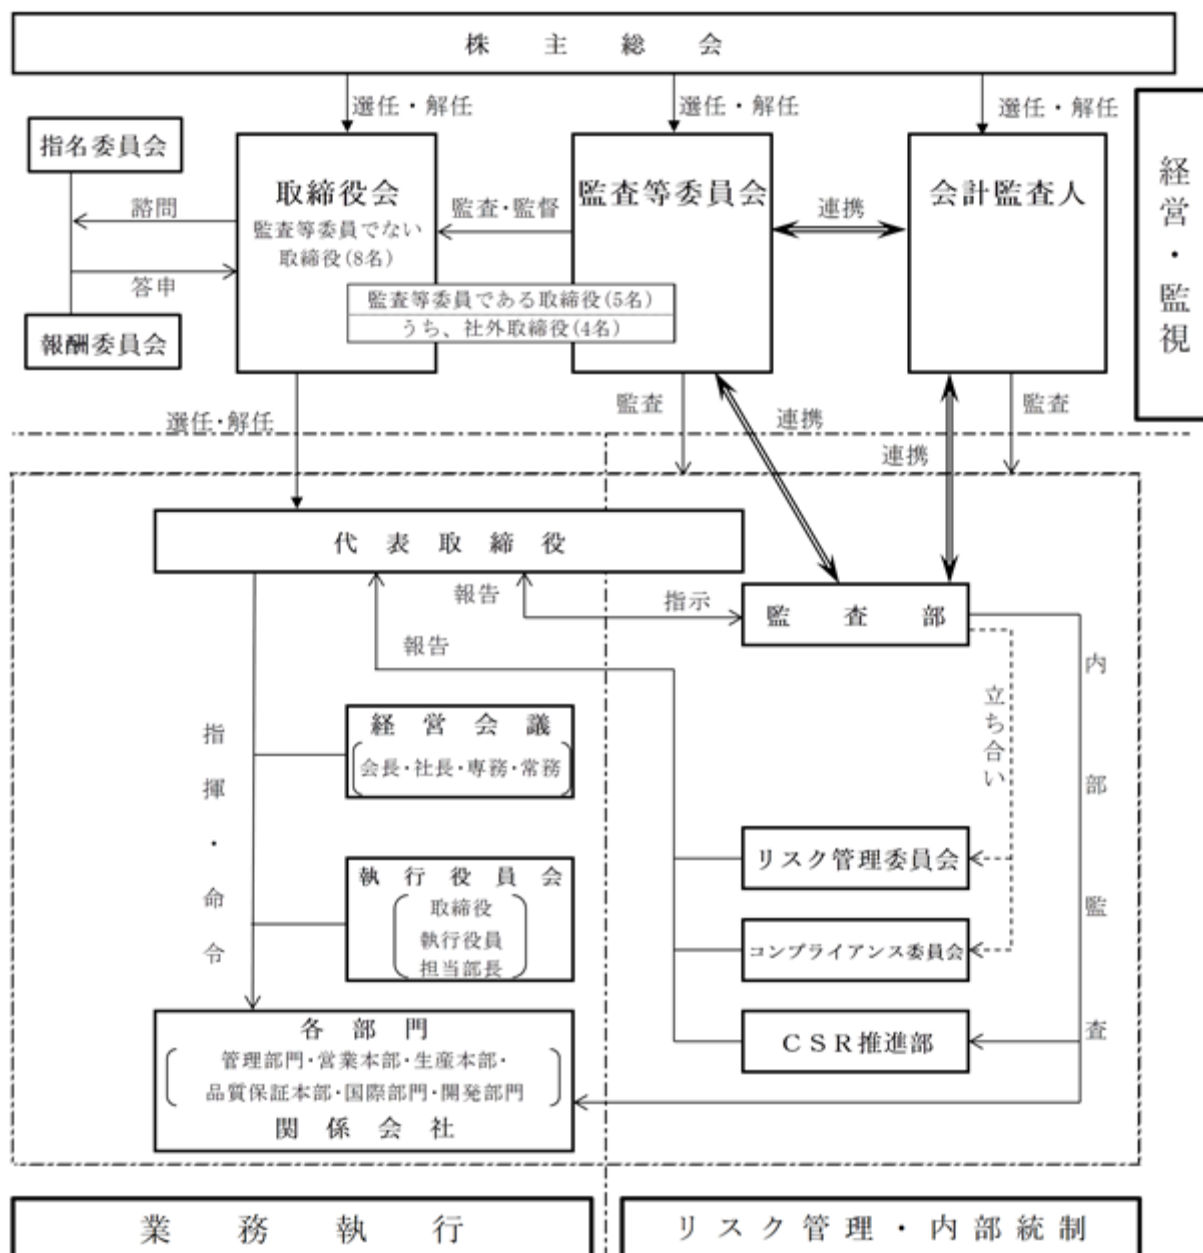 株主総会
選任・解任
選任・解任
選任・解任
指名委員会
諮問
答申
報酬委員会
取締役会
監査等委員でない
取締役(8名)
監査・監督
監査等委員会
監査等委員である取締役(5名)
うち、社外取締役(4名)
連携
会計監査人
経営・監視
選任・解任
監査
連携
連携
監査
代表取締役
報告
指示
監査部
報告
立ち合い
内部監査
指揮・命令
経営会議
会長・社長・専務・常務
執行役員会
取締役
執行役員
担当部長
リスク管理委員会
コンプライアンス委員会
CSR推進部
各部門
管理部門・営業本部・生産本部・
品質保証本部・国際部門・開発部門
関係会社
業務執行
リスク管理・内部統制